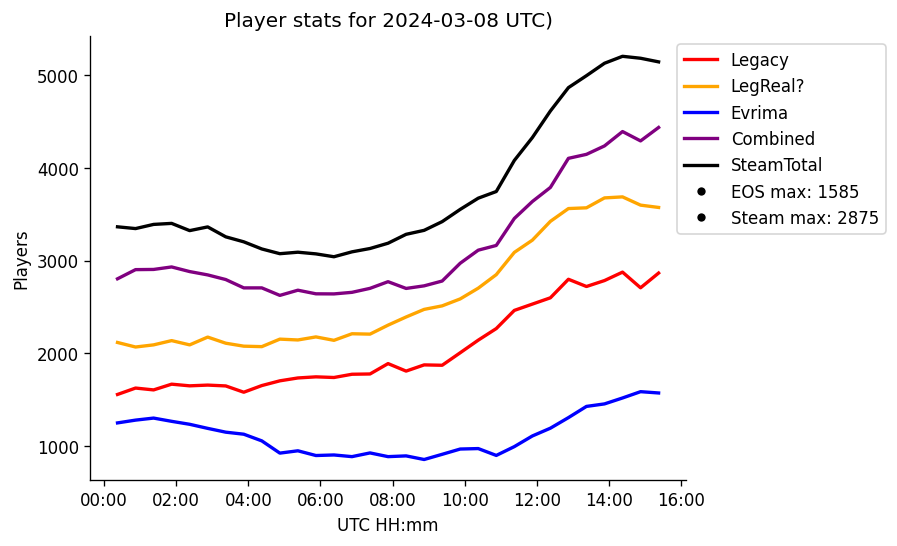 Player stats for 2024-03-08 UTC)
Players
5000
4000
3000
2000
1000
00:00 02:00 04:00 06:00 08:00 10:00 12:00 14:00 16:00
UTC HH:mm
Legacy
LegReal?
Evrima
Combined
SteamTotal
EOS max: 1585
Steam max: 2875